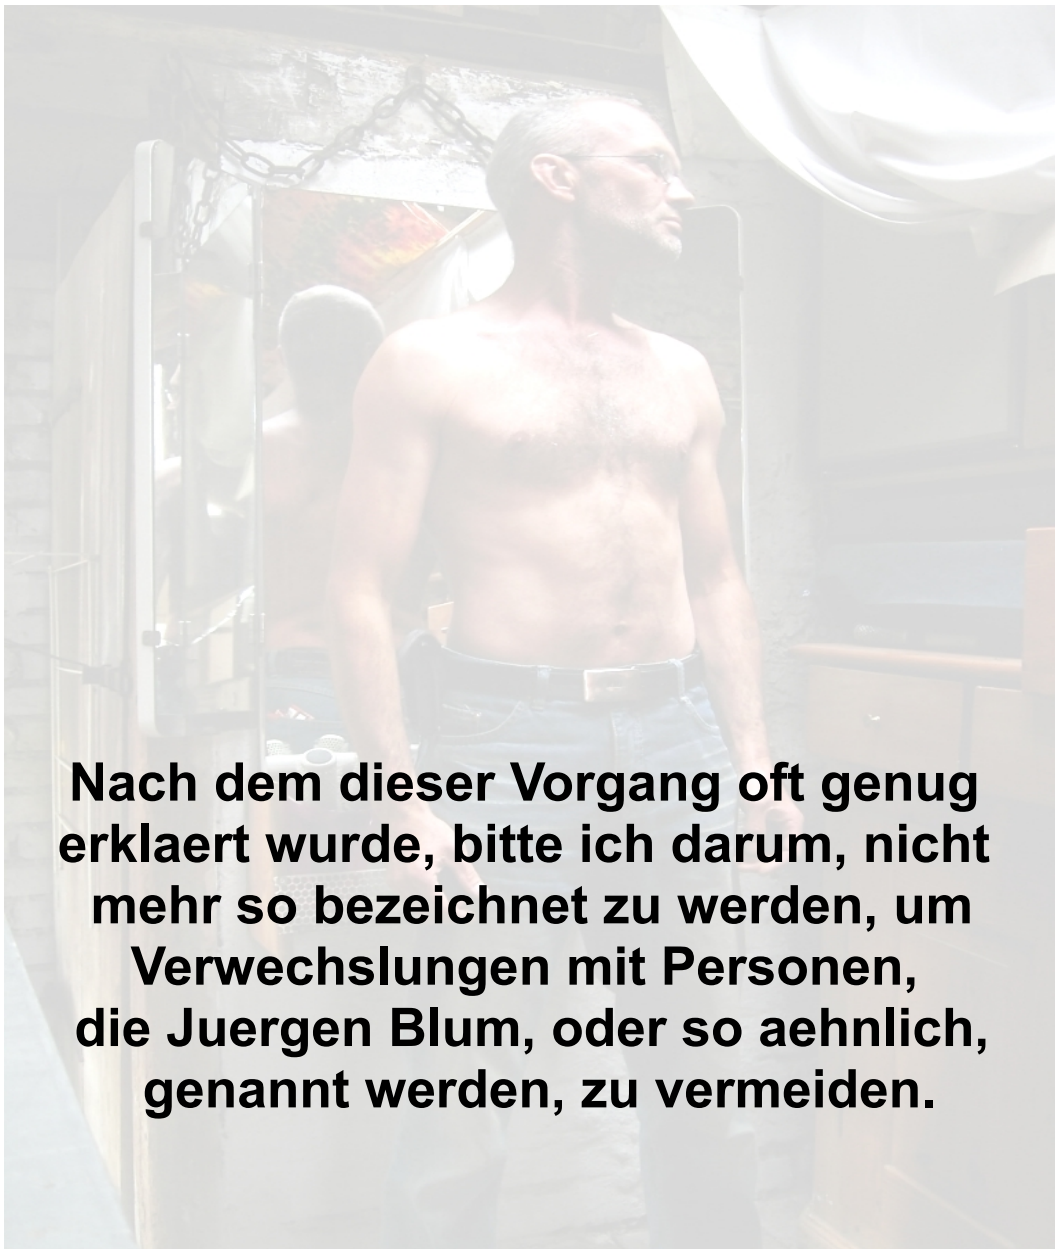 Nach dem dieser Vorgang oft genug
erklaert wurde, bitte ich darum, nicht
mehr so bezeichnet zu werden, um
Verwechslungen mit Personen,
die Juergen Blum, oder so aehnlich,
genannt werden, zu vermeiden.